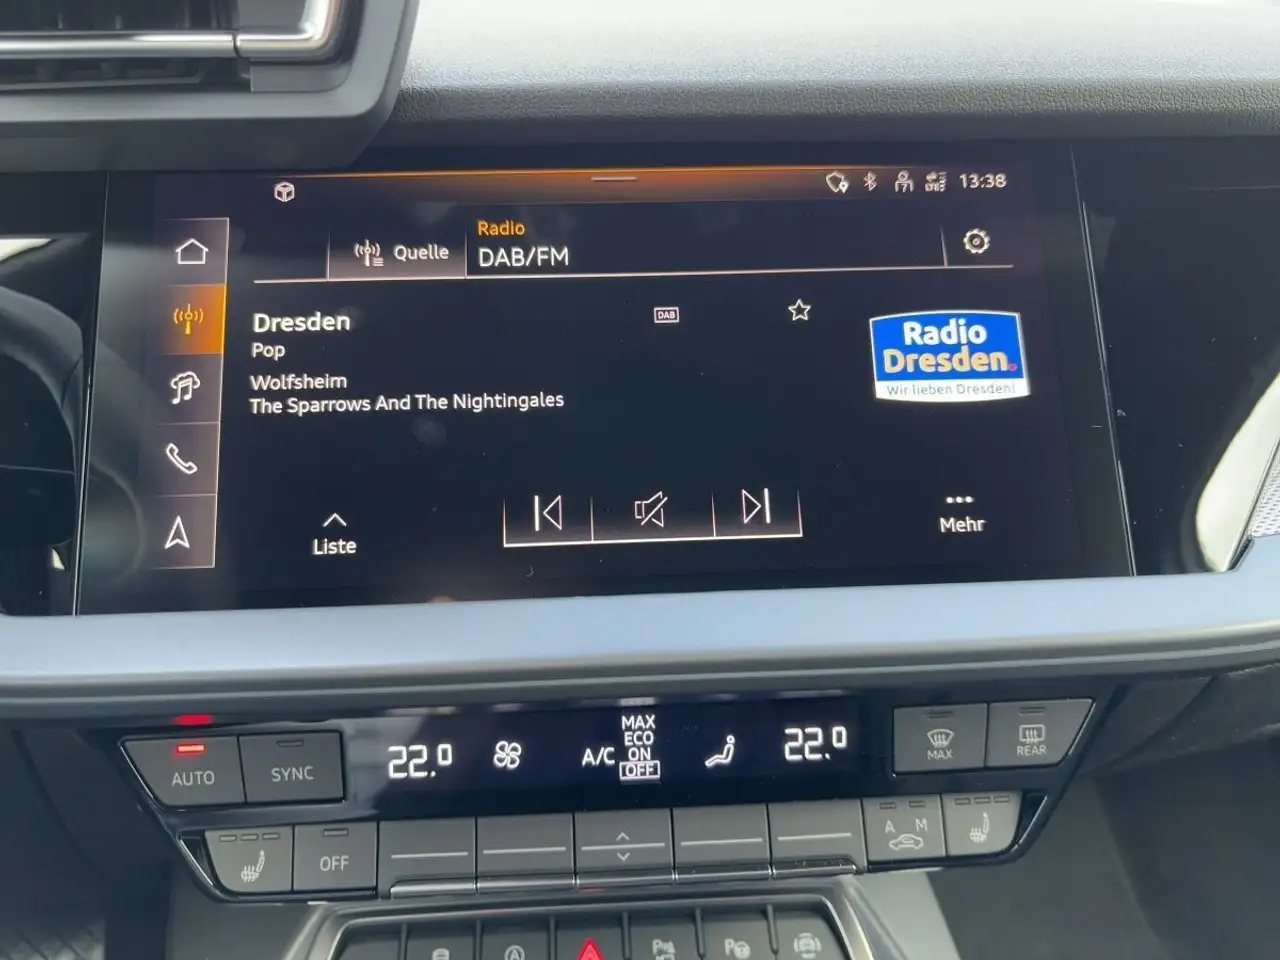 LTE
13:38
Radio
Quelle
DAB/FM
Dresden
DAB
Pop
Wolfsheim
The Sparrows And The Nightingales
Radio
Dresden.
Wir lieben Dresden!
Liste
Mehr
MAX
ECO
22.0
A/C
ON
22.0
OFF
AUTO
SYNC
MAX
REAR
OFF
A
M